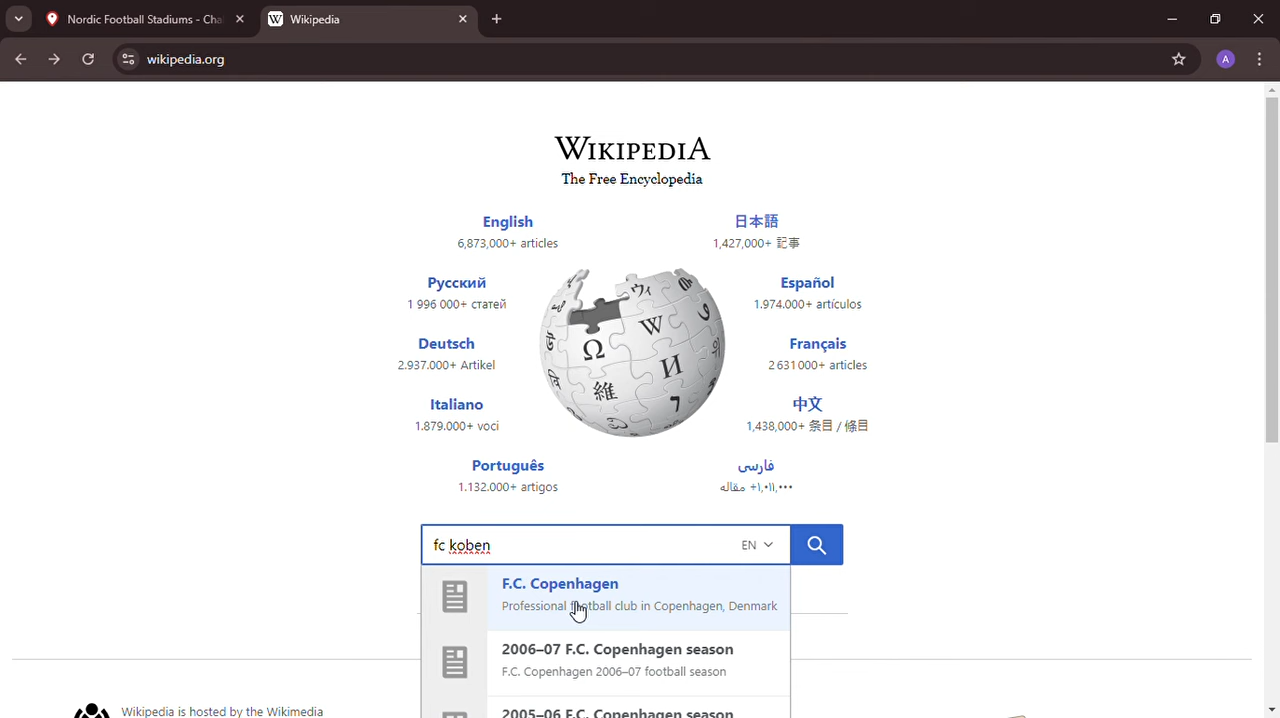 Nordic Football Stadiums - Cha
Wikipedia
wikipedia.org
A
WIKIPEDIA
The Free Encyclopedia
English
6,873,000+ articles
日本語
1,427,000+ 記事
Русский
1 996 000+ статей
Español
1.974.000+ artículos
Deutsch
2.937.000+ Artikel
Français
2 631 000+ articles
Italiano
1.879.000+ voci
中文
1,438,000+ 条目 / 條目
Português
1.132.000+ artigos
فارسی
۱٬۰۱۱٬۰۰۰+ مقاله
fc koben
EN
F.C. Copenhagen
Professional football club in Copenhagen, Denmark
2006–07 F.C. Copenhagen season
F.C. Copenhagen 2006–07 football season
2005–06 F.C. Copenhagen season
Wikipedia is hosted by the Wikimedia